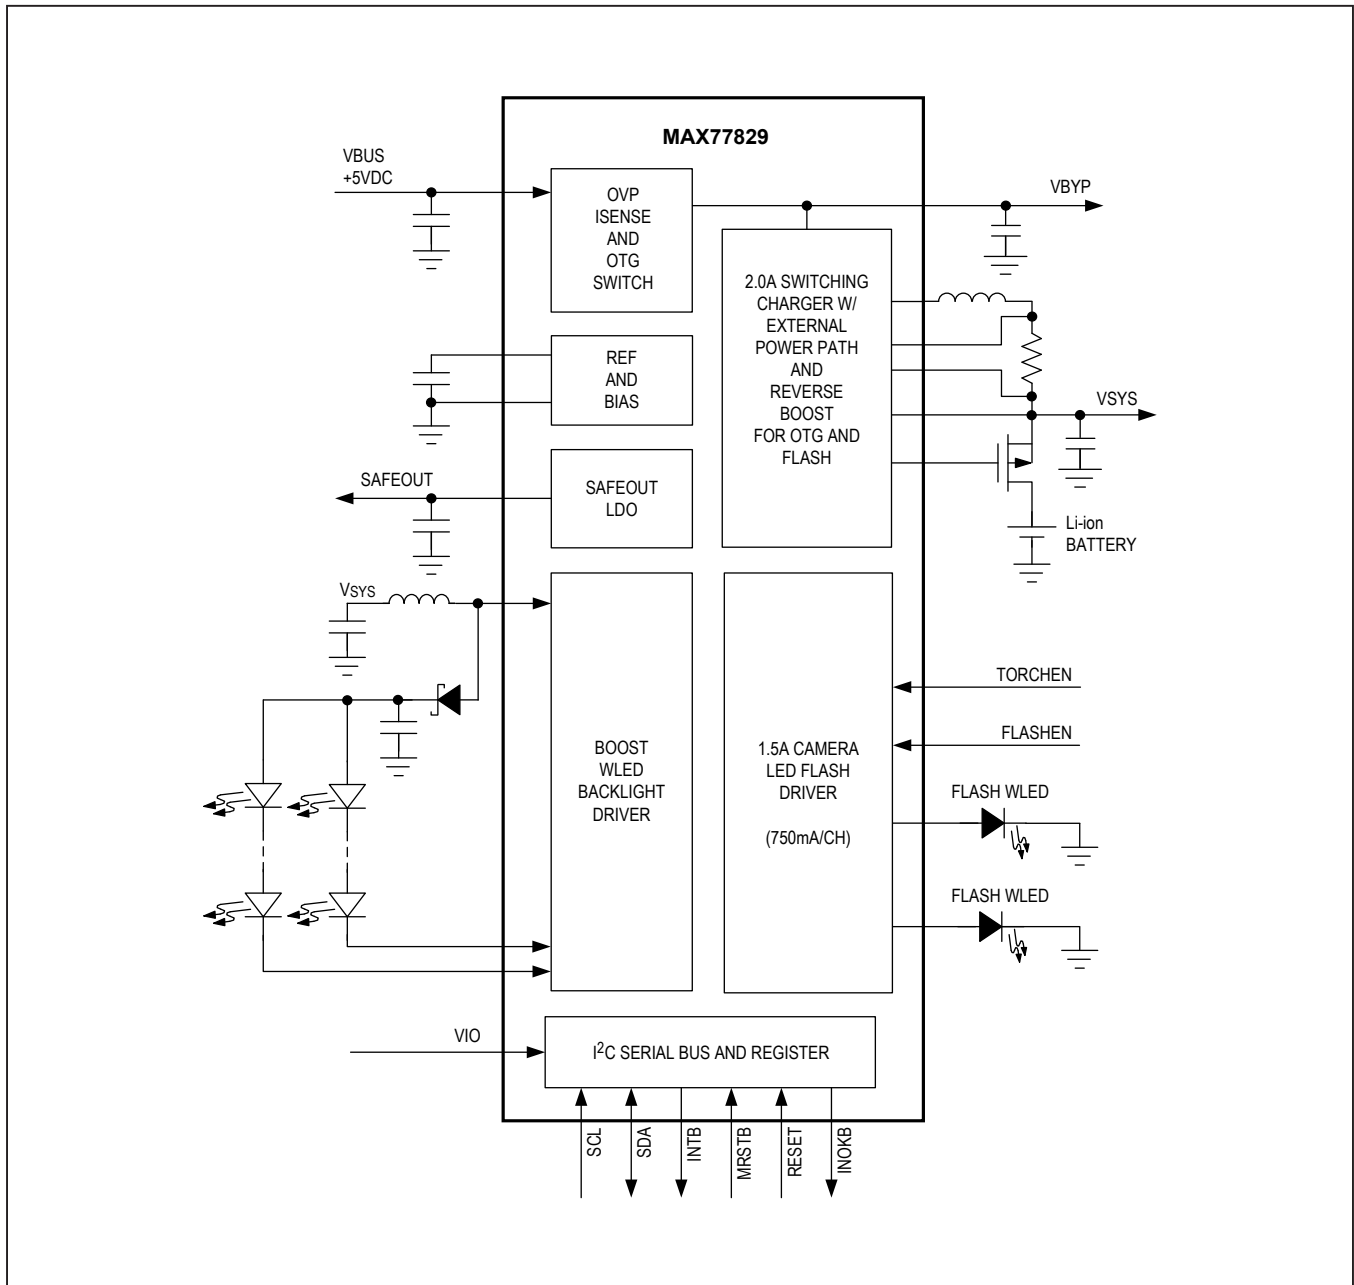 MAX77829
VBUS
+5VDC
OVP
ISENSE
AND
OTG
SWITCH
VBYP
2.0A SWITCHING
CHARGER W/
EXTERNAL
POWER PATH
AND
REVERSE
BOOST
FOR OTG AND
FLASH
REF
AND
BIAS
VSYS
SAFEOUT
SAFEOUT
LDO
Li-ion
BATTERY
VSYS
BOOST
WLED
BACKLIGHT
DRIVER
1.5A CAMERA
LED FLASH
DRIVER
(750mA/CH)
TORCHEN
FLASHEN
FLASH WLED
FLASH WLED
VIO
I2C SERIAL BUS AND REGISTER
SCL
SDA
INTB
MRSTB
RESET
INOKB